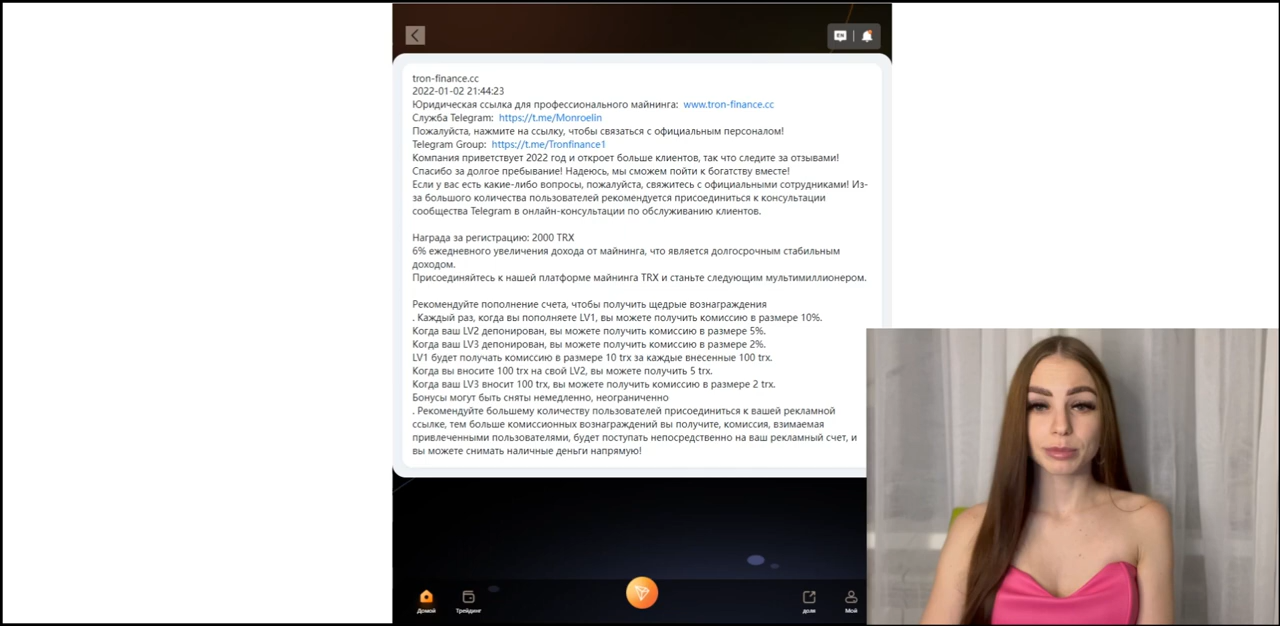 tron-finance.cc
2022-01-02 21:44:23
Юридическая ссылка для профессионального майнинга: www.tron-finance.cc
Служба Telegram: https://t.me/Monroelin
Пожалуйста, нажмите на ссылку, чтобы связаться с официальным персоналом!
Telegram Group: https://t.me/Tronfinance1
Компания приветствует 2022 год и откроет больше клиентов, так что следите за отзывами!
Спасибо за долгое пребывание! Надеюсь, мы сможем пойти к богатству вместе!
Если у вас есть какие-либо вопросы, пожалуйста, свяжитесь с официальными сотрудниками! Из-
за большого количества пользователей рекомендуется присоединиться к консультации
сообщества Telegram в онлайн-консультации по обслуживанию клиентов.
Награда за регистрацию: 2000 TRX
6% ежедневного увеличения дохода от майнинга, что является долгосрочным стабильным
доходом.
Присоединяйтесь к нашей платформе майнинга TRX и станьте следующим мультимиллионером.
Рекомендуйте пополнение счета, чтобы получить щедрые вознаграждения
. Каждый раз, когда вы пополняете LV1, вы можете получить комиссию в размере 10%.
Когда ваш LV2 депонирован, вы можете получить комиссию в размере 5%.
Когда ваш LV3 депонирован, вы можете получить комиссию в размере 2%.
LV1 будет получать комиссию в размере 10 trx за каждые внесенные 100 trx.
Когда вы вносите 100 trx на свой LV2, вы можете получить 5 trx.
Когда ваш LV3 вносит 100 trx, вы можете получить комиссию в размере 2 trx.
Бонусы могут быть сняты немедленно, неограниченно
. Рекомендуйте большему количеству пользователей присоединиться к вашей рекламной
ссылке, тем больше комиссионных вознаграждений вы получите, комиссия, взимаемая
привлеченными пользователями, будет поступать непосредственно на ваш рекламный счет, и
вы можете снимать наличные деньги напрямую!
Домой Трейдинг доля Мой